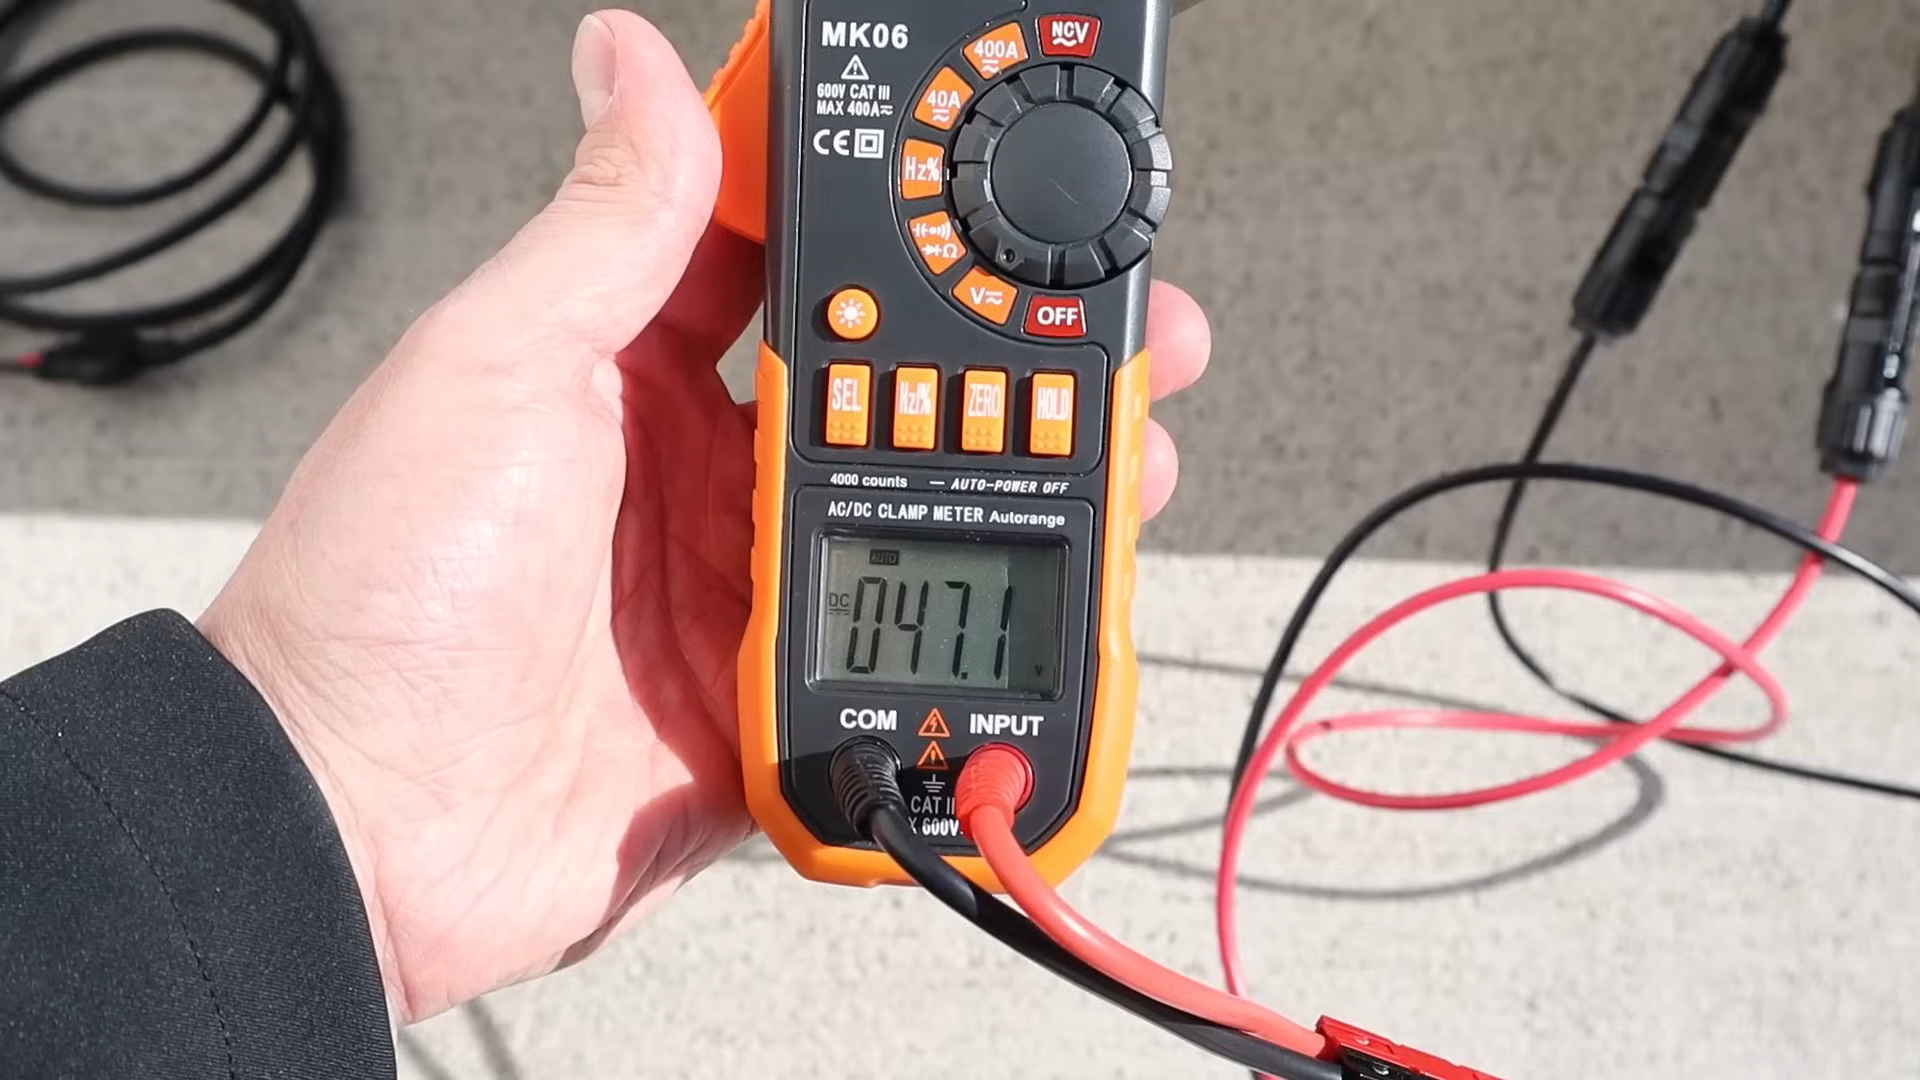 MK06
600V CAT III
MAX 400A
CE
NCV
400A
40A
Hz%
Ω
V
OFF
SEL
Hz/%
ZERO
HOLD
4000 counts — AUTO-POWER OFF
AC/DC CLAMP METER Autorange
AUTO
DC
047.1
V
COM
INPUT
CAT II
600V